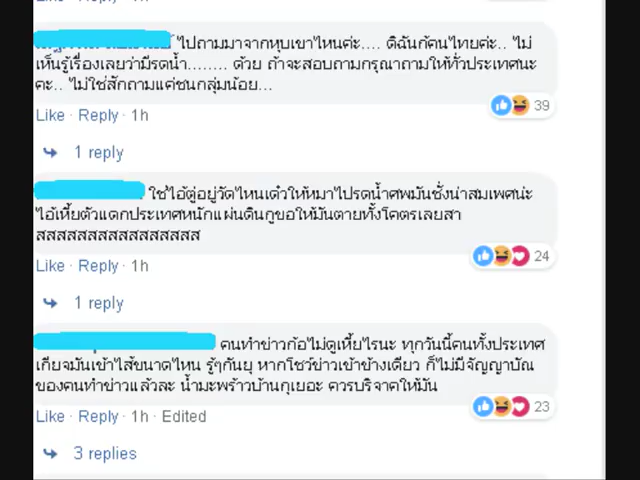 ไปถามมาจากหุบเขาไหนค่ะ.... ดิฉันก้คนไทยค่ะ.. ไม่
เห็นรู้เรื่องเลยว่ามีรดน้ำ........ ด้วย ถ้าจะสอบถามกรุณาถามให้ทั่วประเทศนะ
คะ.. ไม่ใช่สักถามแค่ชนกลุ่มน้อย...
39
Like · Reply · 1h
1 reply
ใช้ไอ้ตู่อยู่วัดไหนเด๋วให้หมาไปรดน้ำศพมันชั่งน่าสมเพศน่ะ
ไอ้เหี้ยตัวแดกประเทศหนักแผ่นดินกูขอให้มันตายทั้งโคตรเลยสา
สสสสสสสสสสสสสสสส
24
Like · Reply · 1h
1 reply
คนทำข่าวก้อไม่ดูเหี้ยไรนะ ทุกวันนี้คนทั้งประเทศ
เกียจมันเข้าไส้ขนาดไหน รู้ๆกันยุ หากโชว์ข่าวเข้าข้างเดียว ก็ไม่มีจัญญาบัณ
ของคนทำข่าวแล้วละ น้ำมะพร้าวบ้านกุเยอะ ควรบริจาคให้มัน
23
Like · Reply · 1h · Edited
3 replies